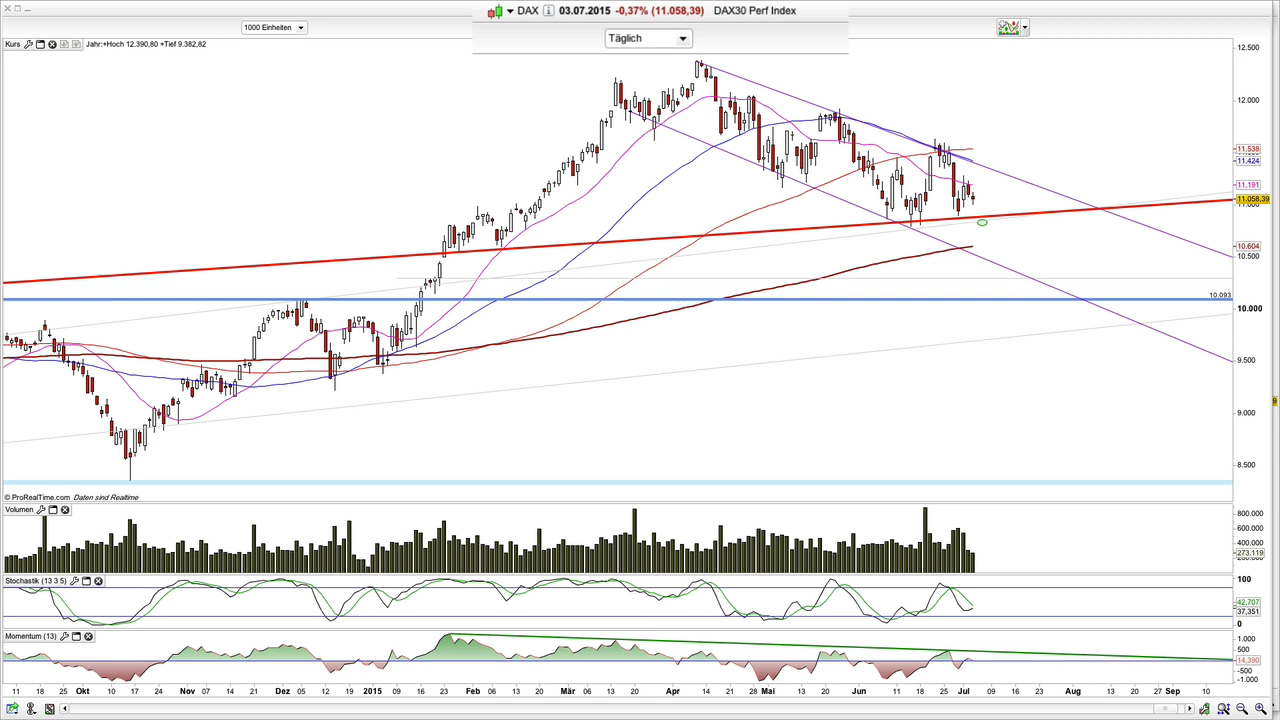 DAX 03.07.2015 -0,37% (11.058,39) DAX30 Perf Index
1000 Einheiten
Täglich
Kurs
Jahr:+Hoch 12.390,80 +Tief 9.382,82
12.500
12.000
11.538
11.424
11.191
11.058,39
10.604
10.500
10.093
10.000
9.500
9.000
8.500
© ProRealTime.com Daten sind Realtime
Volumen
800.000
600.000
400.000
273.119
Stochastik (13 3 5)
100
42,707
37,351
0
Momentum (13)
1.000
500
14,390
-500
-1.000
11 18 25 Okt 10 17 24 Nov 07 14 21 Dez 05 12 19 2015 09 16 23 Feb 06 13 20 Mär 06 13 20 Apr 07 14 21 28 Mai 13 20 Jun 11 18 25 Jul 09 16 23 Aug 13 20 27 Sep 10